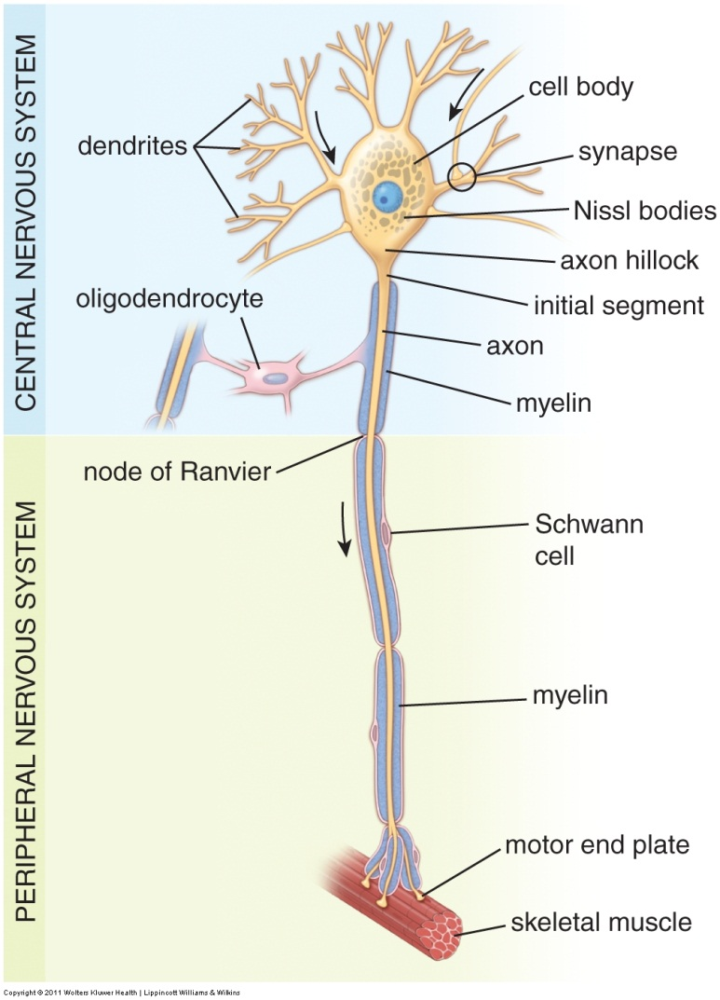 CENTRAL NERVOUS SYSTEM
cell body
dendrites
synapse
Nissl bodies
axon hillock
oligodendrocyte
initial segment
axon
myelin
node of Ranvier
PERIPHERAL NERVOUS SYSTEM
Schwann
cell
myelin
motor end plate
skeletal muscle
Copyright © 2011 Wolters Kluwer Health | Lippincott Williams & Wilkins